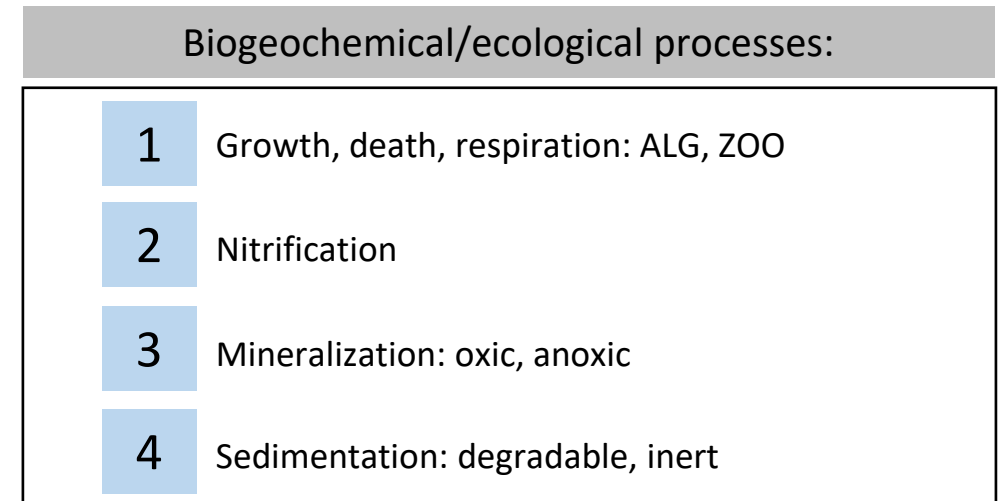 Biogeochemical/ecological processes:
1 Growth, death, respiration: ALG, ZOO
2 Nitrification
3 Mineralization: oxic, anoxic
4 Sedimentation: degradable, inert